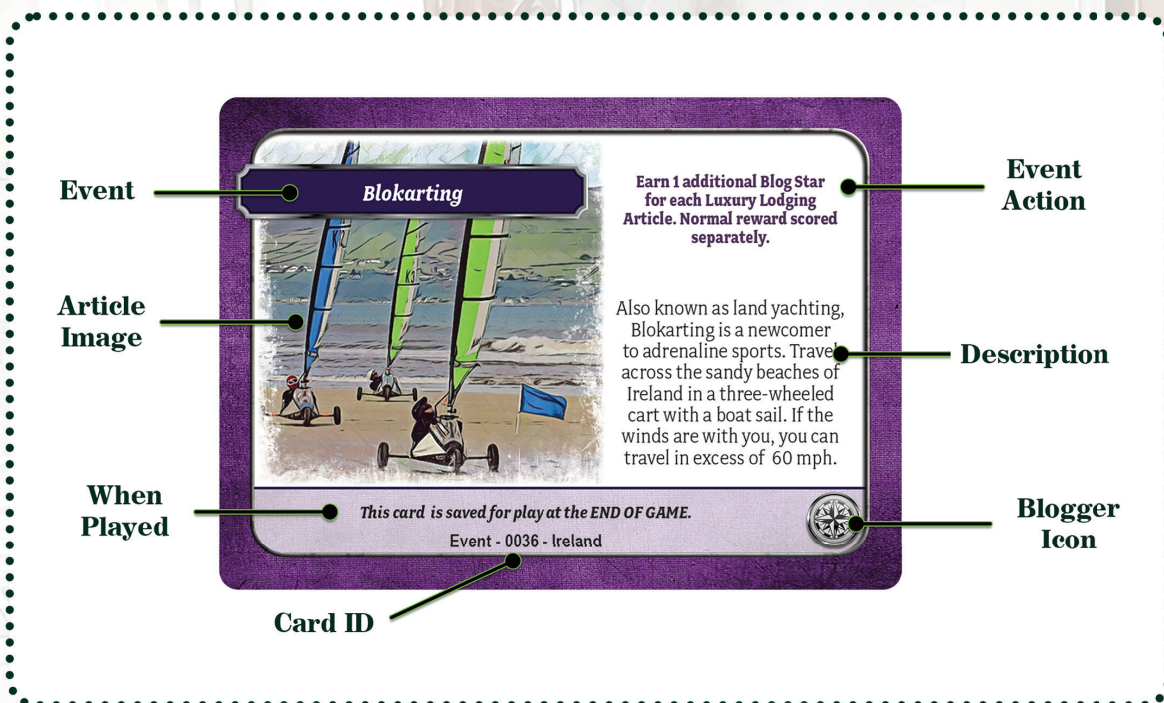 Event
Article
Image
When
Played
Card ID
Blokarting
Earn 1 additional Blog Star
for each Luxury Lodging
Article. Normal reward scored
separately.
Also known as land yachting,
Blokarting is a newcomer
to adrenaline sports. Travel
across the sandy beaches of
Ireland in a three-wheeled
cart with a boat sail. If the
winds are with you, you can
travel in excess of 60 mph.
This card is saved for play at the END OF GAME.
Event - 0036 - Ireland
Event
Action
Description
Blogger
Icon